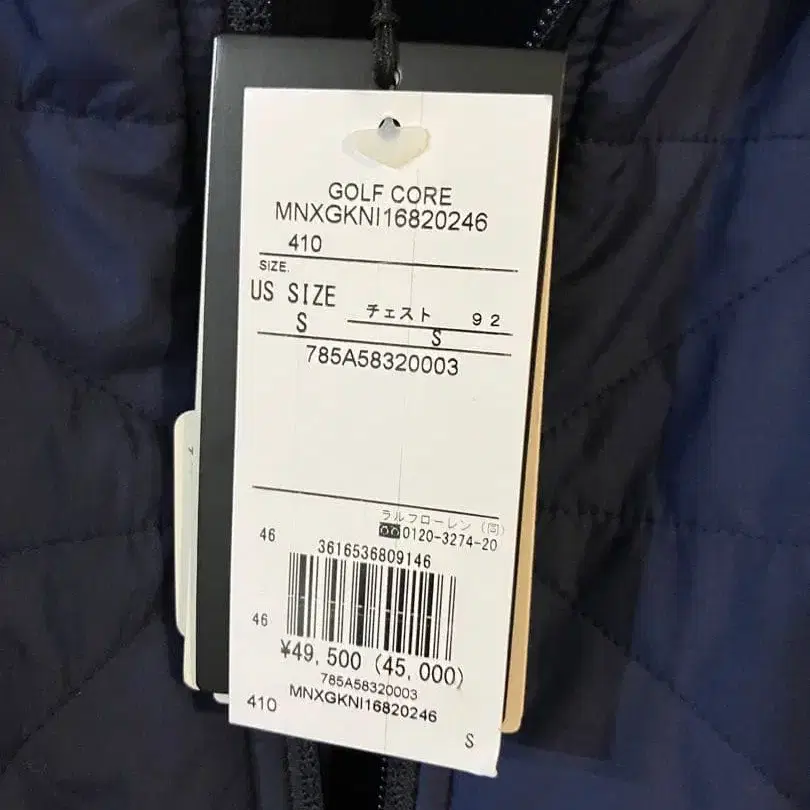 GOLF CORE
MNXGKNI16820246
410
SIZE.
US SIZE
S
チェスト 92
S
785A58320003
ラルフローレン（同）
0120-3274-20
46
3616536809146
46
¥49,500 (45,000)
785A58320003
MNXGKNI16820246
410
S